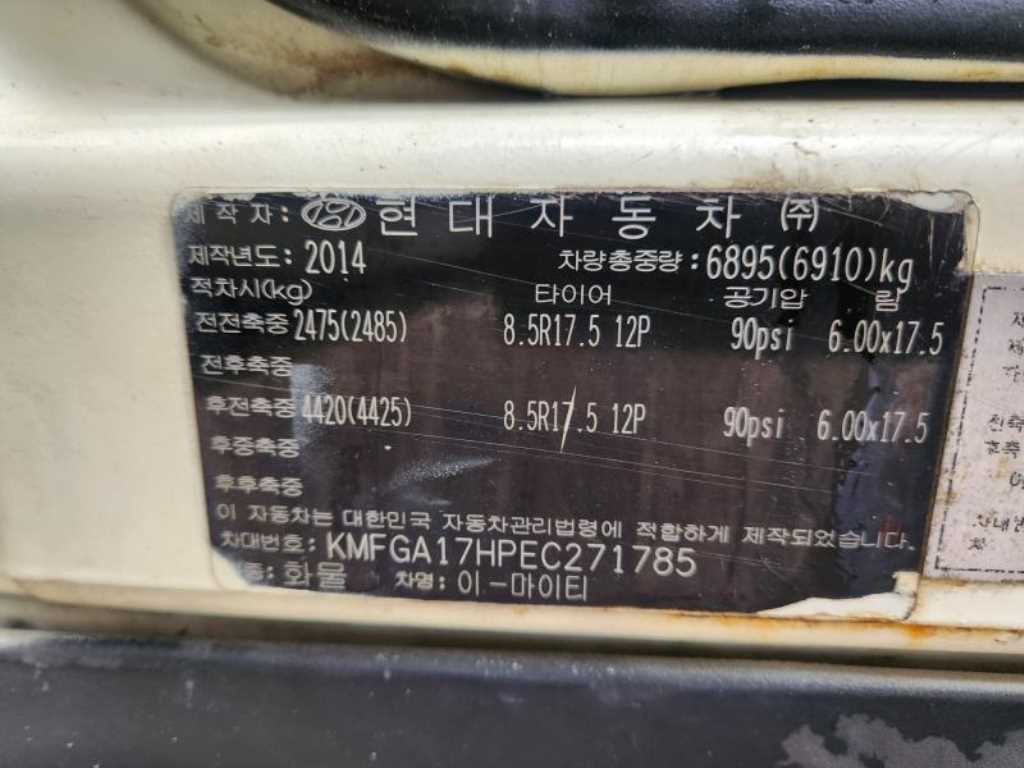 제 작 자 : 현 대 자 동 차 ㈜
제작년도 : 2014 차량총중량 : 6895(6910)kg
적차시(kg) 타이어 공기압 림
전전축중 2475(2485) 8.5R17.5 12P 90psi 6.00x17.5
전후축중
후전축중 4420(4425) 8.5R17.5 12P 90psi 6.00x17.5
후중축중
후후축중
이 자동차는 대한민국 자동차관리법령에 적합하게 제작되었습니다.
차대번호: KMFGA17HPEC271785
종: 화물 차명: 이-마이티